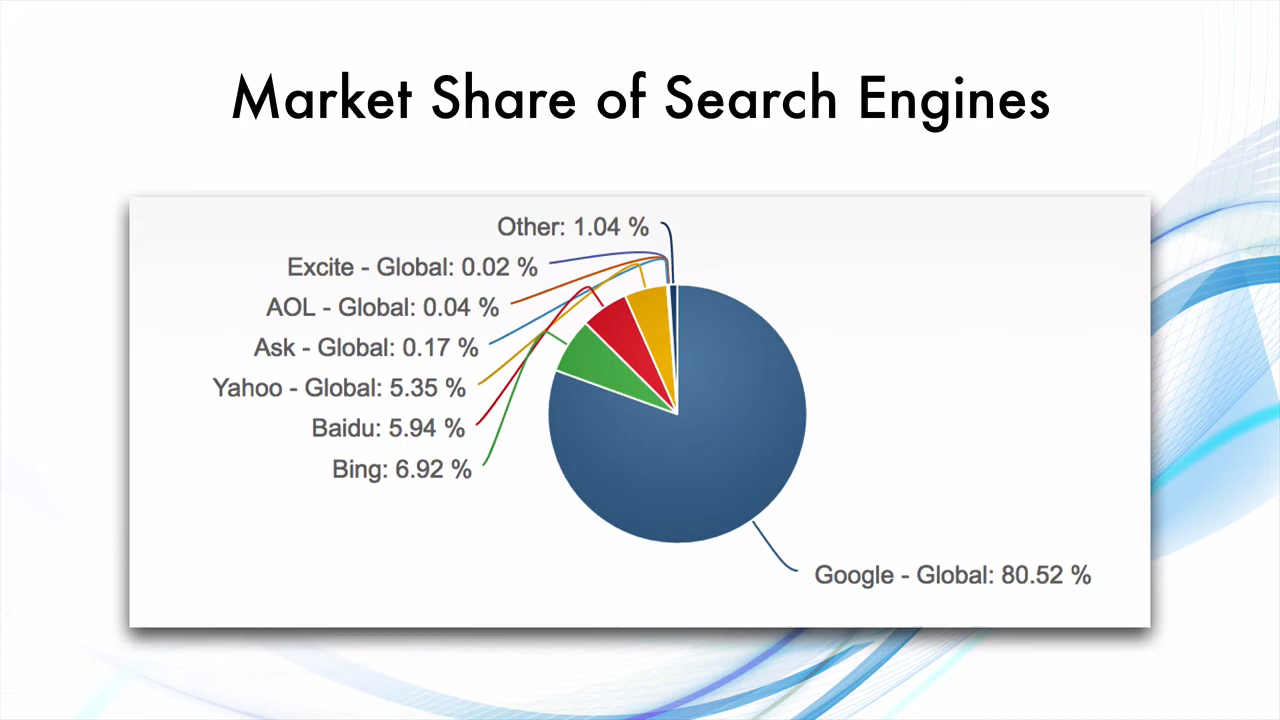 Market Share of Search Engines
Other: 1.04 %
Excite - Global: 0.02 %
AOL - Global: 0.04 %
Ask - Global: 0.17 %
Yahoo - Global: 5.35 %
Baidu: 5.94 %
Bing: 6.92 %
Google - Global: 80.52 %